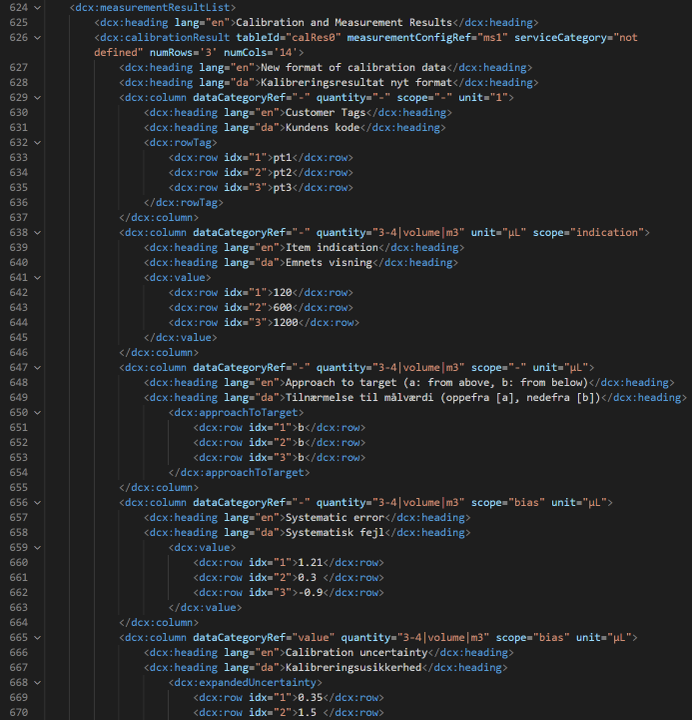 624 <dcx:measurementResultList>
625 <dcx:heading lang="en">Calibration and Measurement Results</dcx:heading>
626 <dcx:calibrationResult tableId="calRes0" measurementConfigRef="ms1" serviceCategory="not
defined" numRows='3' numCols='14'>
627 <dcx:heading lang="en">New format of calibration data</dcx:heading>
628 <dcx:heading lang="da">Kalibreringsresultat nyt format</dcx:heading>
629 <dcx:column dataCategoryRef="-" quantity="-" scope="-" unit="1">
630 <dcx:heading lang="en">Customer Tags</dcx:heading>
631 <dcx:heading lang="da">Kundens kode</dcx:heading>
632 <dcx:rowTag>
633 <dcx:row idx="1">pt1</dcx:row>
634 <dcx:row idx="2">pt2</dcx:row>
635 <dcx:row idx="3">pt3</dcx:row>
636 </dcx:rowTag>
637 </dcx:column>
638 <dcx:column dataCategoryRef="-" quantity="3-4|volume|m3" unit="µL" scope="indication">
639 <dcx:heading lang="en">Item indication</dcx:heading>
640 <dcx:heading lang="da">Emnets visning</dcx:heading>
641 <dcx:value>
642 <dcx:row idx="1">120</dcx:row>
643 <dcx:row idx="2">600</dcx:row>
644 <dcx:row idx="3">1200</dcx:row>
645 </dcx:value>
646 </dcx:column>
647 <dcx:column dataCategoryRef="-" quantity="3-4|volume|m3" scope="-" unit="µL">
648 <dcx:heading lang="en">Approach to target (a: from above, b: from below)</dcx:heading>
649 <dcx:heading lang="da">Tilnærmelse til målværdi (oppefra [a], nedefra [b])</dcx:heading>
650 <dcx:approachToTarget>
651 <dcx:row idx="1">b</dcx:row>
652 <dcx:row idx="2">b</dcx:row>
653 <dcx:row idx="3">b</dcx:row>
654 </dcx:approachToTarget>
655 </dcx:column>
656 <dcx:column dataCategoryRef="-" quantity="3-4|volume|m3" scope="bias" unit="µL">
657 <dcx:heading lang="en">Systematic error</dcx:heading>
658 <dcx:heading lang="da">Systematisk fejl</dcx:heading>
659 <dcx:value>
660 <dcx:row idx="1">1.21</dcx:row>
661 <dcx:row idx="2">0.3 </dcx:row>
662 <dcx:row idx="3">-0.9</dcx:row>
663 </dcx:value>
664 </dcx:column>
665 <dcx:column dataCategoryRef="value" quantity="3-4|volume|m3" scope="bias" unit="µL">
666 <dcx:heading lang="en">Calibration uncertainty</dcx:heading>
667 <dcx:heading lang="da">Kalibreringsusikkerhed</dcx:heading>
668 <dcx:expandedUncertainty>
669 <dcx:row idx="1">0.35</dcx:row>
670 <dcx:row idx="2">1.5 </dcx:row>